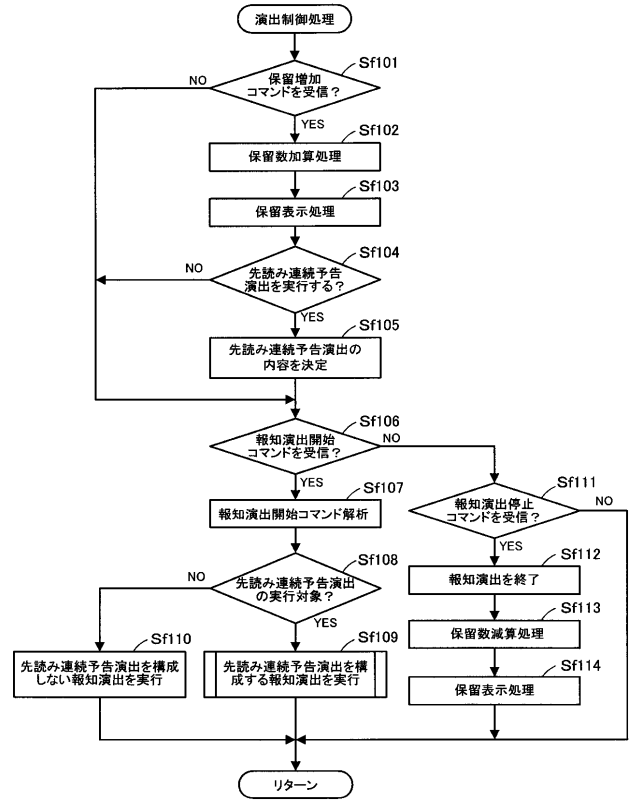 演出制御処理
Sf101
NO
保留増加
コマンドを受信？
YES
Sf102
保留数加算処理
Sf103
保留表示処理
Sf104
NO
先読み連続予告
演出を実行する？
YES
Sf105
先読み連続予告演出の
内容を決定
Sf106
報知演出開始
コマンドを受信？
NO
YES
Sf107
報知演出開始コマンド解析
Sf111
報知演出停止
コマンドを受信？
NO
YES
Sf108
NO
先読み連続予告演出
の実行対象？
YES
Sf112
報知演出を終了
Sf113
保留数減算処理
Sf110
先読み連続予告演出を構成
しない報知演出を実行
Sf109
先読み連続予告演出を構
成する報知演出を実行
Sf114
保留表示処理
リターン